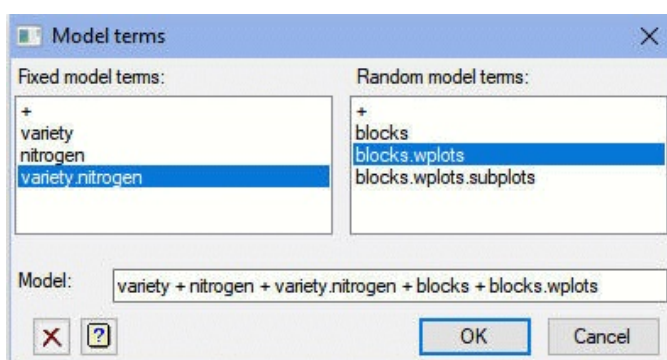 Model terms
Fixed model terms:
+
variety
nitrogen
variety.nitrogen
Random model terms:
+
blocks
blocks.wplots
blocks.wplots.subplots
Model: variety + nitrogen + variety.nitrogen + blocks + blocks.wplots
? OK Cancel